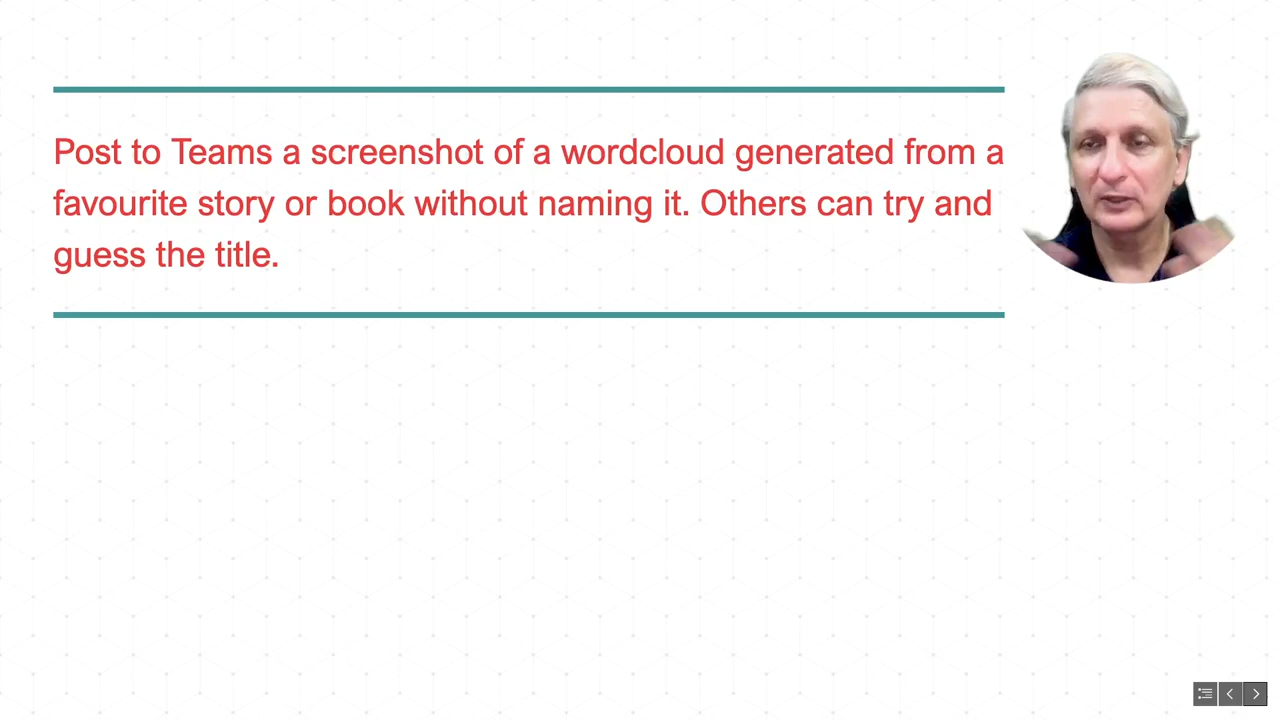 Post to Teams a screenshot of a wordcloud generated from a
favourite story or book without naming it. Others can try and
guess the title.